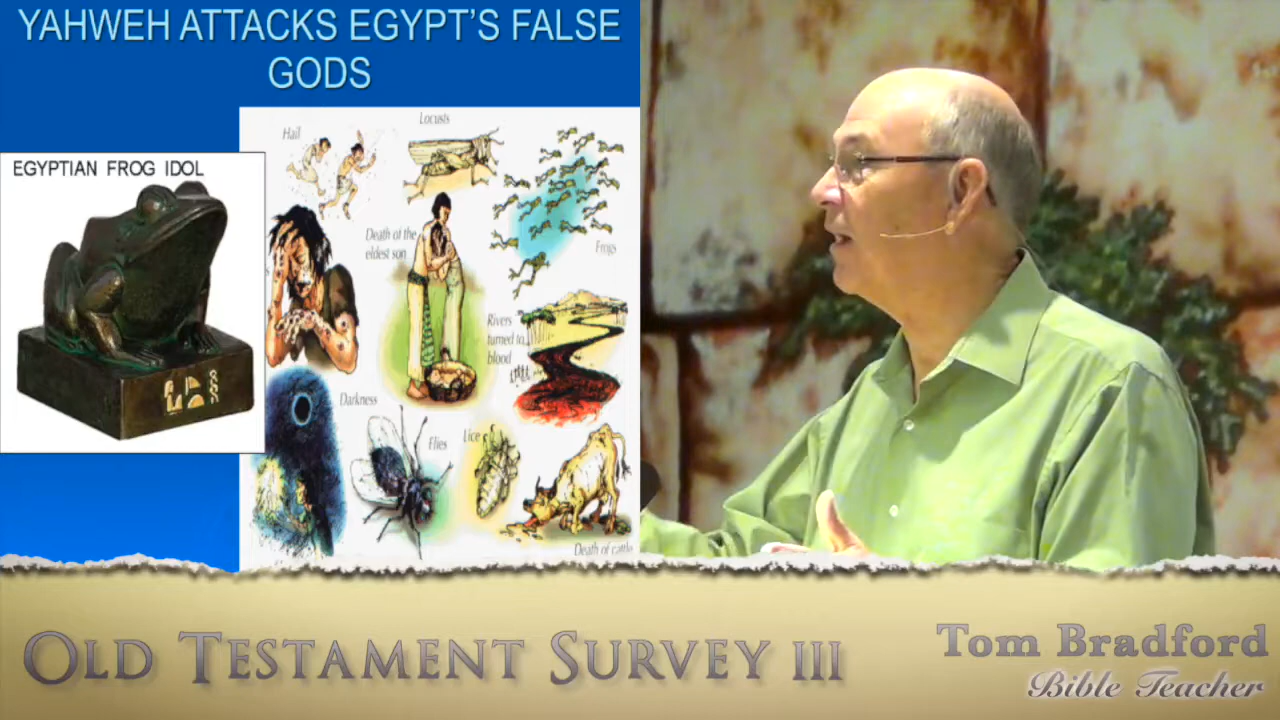 YAHWEH ATTACKS EGYPT'S FALSE
GODS
EGYPTIAN FROG IDOL
Hail
Locusts
Frogs
Death of the
eldest son
Rivers
turned to
blood
Darkness
Flies
Lice
Death of cattle
OLD TESTAMENT SURVEY III
Tom Bradford
Bible Teacher